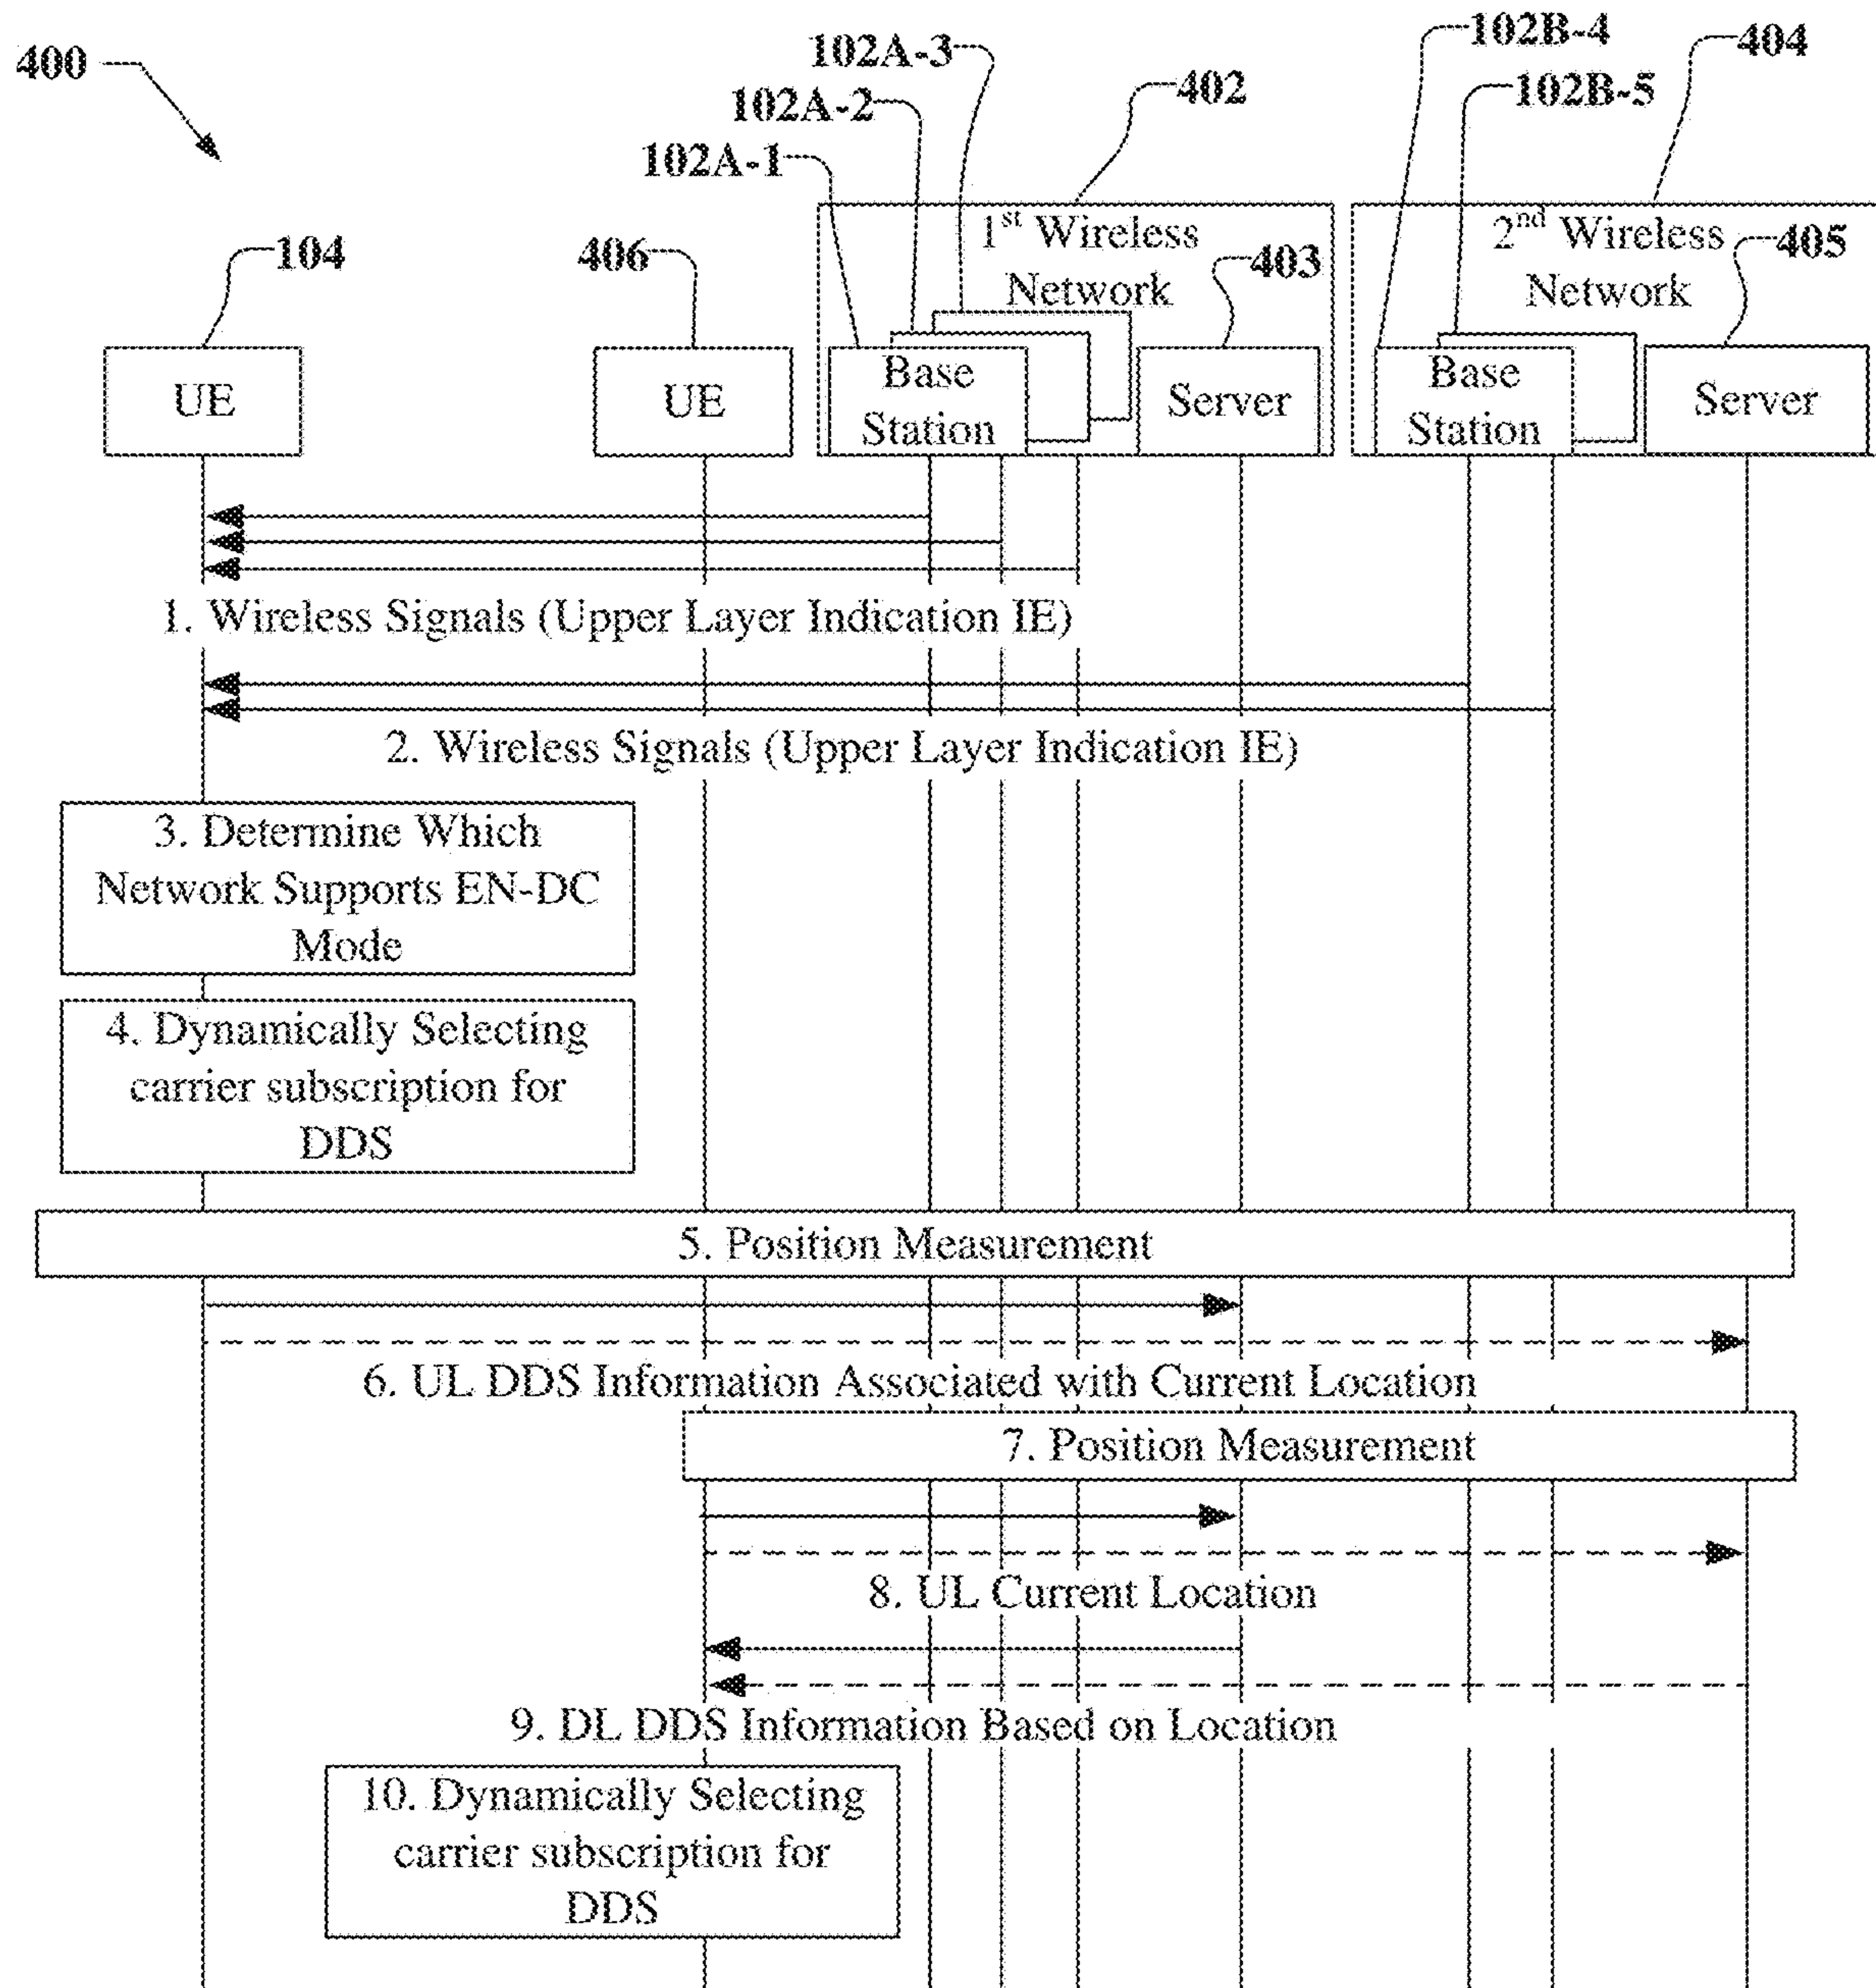 400
102A-3
102A-2
102A-1
402
102B-4
102B-5
404
104
406
1st Wireless
Network
403
2nd Wireless
Network
405
UE
UE
Base
Station
Server
Base
Station
Server
1. Wireless Signals (Upper Layer Indication IE)
2. Wireless Signals (Upper Layer Indication IE)
3. Determine Which
Network Supports EN-DC
Mode
4. Dynamically Selecting
carrier subscription for
DDS
5. Position Measurement
6. UL DDS Information Associated with Current Location
7. Position Measurement
8. UL Current Location
9. DL DDS Information Based on Location
10. Dynamically Selecting
carrier subscription for
DDS